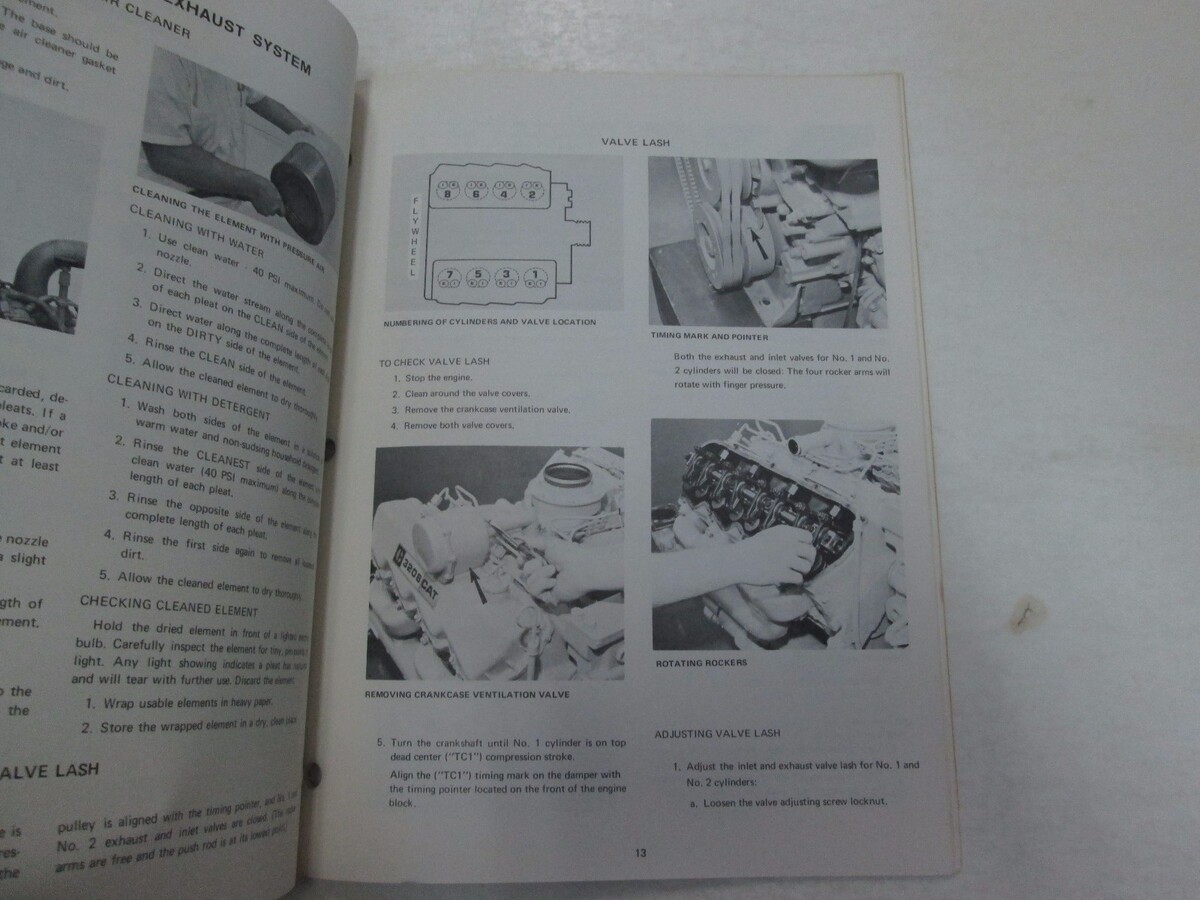 ment.
The base should be
air cleaner gasket
ge and dirt.
carded, de-
pleats. If a
oke and/or
t element
t at least
nozzle
a slight
gth of
ement.
the
the
ALVE LASH
is
res-
the
EXHAUST SYSTEM
CLEANER
CLEANING THE ELEMENT WITH PRESSURE AIR
CLEANING WITH WATER
1. Use clean water - 40 PSI maximum.
nozzle.
2. Direct the water stream along the
of each pleat on the CLEAN side of the element
3. Direct water along the complete length of
on the DIRTY side of the element.
4. Rinse the CLEAN side of the element.
5. Allow the cleaned element to dry thoroughly.
CLEANING WITH DETERGENT
1. Wash both sides of the element in a
warm water and non-sudsing household
2. Rinse the CLEANEST side of the element
clean water (40 PSI maximum) along the
length of each pleat.
3. Rinse the opposite side of the element
complete length of each pleat.
4. Rinse the first side again to remove all
dirt.
5. Allow the cleaned element to dry thoroughly.
CHECKING CLEANED ELEMENT
Hold the dried element in front of a lighted
bulb. Carefully inspect the element for tiny,
light. Any light showing indicates a pleat has
and will tear with further use. Discard the element.
1. Wrap usable elements in heavy paper.
2. Store the wrapped element in a dry, clean place.
pulley is aligned with the timing pointer, and No. 1 and
No. 2 exhaust and inlet valves are closed.
arms are free and the push rod is at its lowest
VALVE LASH
FLYWHEEL
8 6 4 2
7 5 3 1
NUMBERING OF CYLINDERS AND VALVE LOCATION
TO CHECK VALVE LASH
1. Stop the engine.
2. Clean around the valve covers.
3. Remove the crankcase ventilation valve.
4. Remove both valve covers.
3208 CAT
REMOVING CRANKCASE VENTILATION VALVE
5. Turn the crankshaft until No. 1 cylinder is on top
dead center ("TC1") compression stroke.
Align the ("TC1") timing mark on the damper with
the timing pointer located on the front of the engine
block.
TIMING MARK AND POINTER
Both the exhaust and inlet valves for No. 1 and No.
2 cylinders will be closed: The four rocker arms will
rotate with finger pressure.
ROTATING ROCKERS
ADJUSTING VALVE LASH
1. Adjust the inlet and exhaust valve lash for No. 1 and
No. 2 cylinders:
a. Loosen the valve adjusting screw locknut.
13